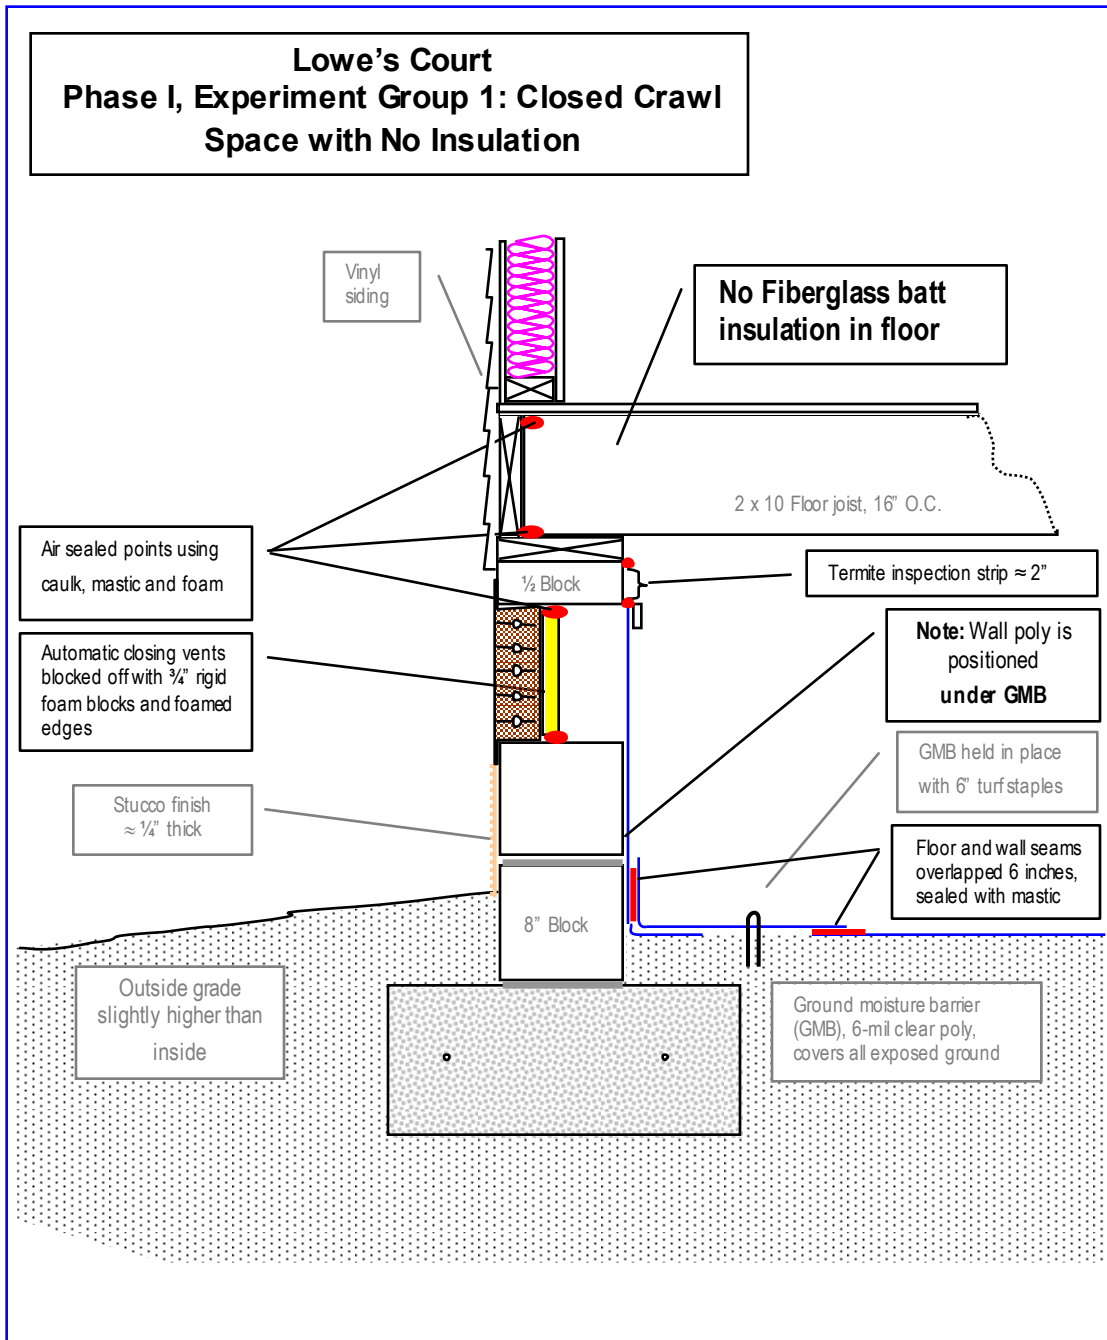 Lowe's Court
Phase I, Experiment Group 1: Closed Crawl
Space with No Insulation
Vinyl
siding
No Fiberglass batt
insulation in floor
2 x 10 Floor joist, 16" O.C.
Air sealed points using
caulk, mastic and foam
½ Block
Termite inspection strip ≈ 2"
Automatic closing vents
blocked off with ¾" rigid
foam blocks and foamed
edges
Note: Wall poly is
positioned
under GMB
GMB held in place
with 6" turf staples
Stucco finish
≈ ¼" thick
Floor and wall seams
overlapped 6 inches,
sealed with mastic
8" Block
Outside grade
slightly higher than
inside
Ground moisture barrier
(GMB), 6-mil clear poly,
covers all exposed ground